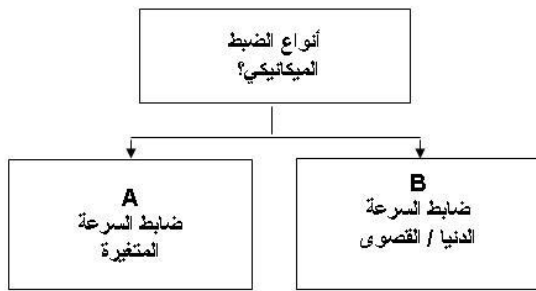 أنواع الضبط
الميكانيكي؟
B
ضابط السرعة
الدنيا / القصوى
A
ضابط السرعة
المتغيرة